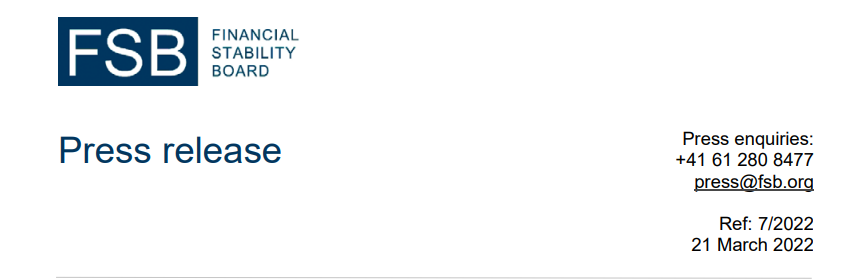 FSB
FINANCIAL
STABILITY
BOARD
Press release
Press enquiries:
+41 61 280 8477
press@fsb.org
Ref: 7/2022
21 March 2022